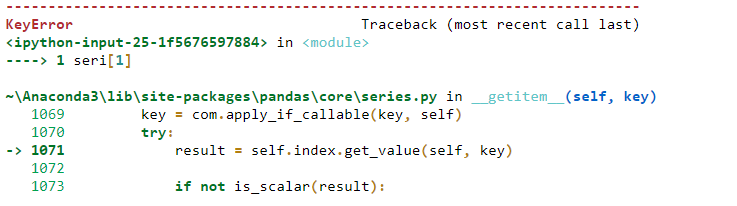 ---------------------------------------------------------------------------
KeyError                                  Traceback (most recent call last)
<ipython-input-25-1f5676597884> in <module>
----> 1 seri[1]

~\Anaconda3\lib\site-packages\pandas\core\series.py in __getitem__(self, key)
   1069         key = com.apply_if_callable(key, self)
   1070         try:
-> 1071             result = self.index.get_value(self, key)
   1072
   1073             if not is_scalar(result):